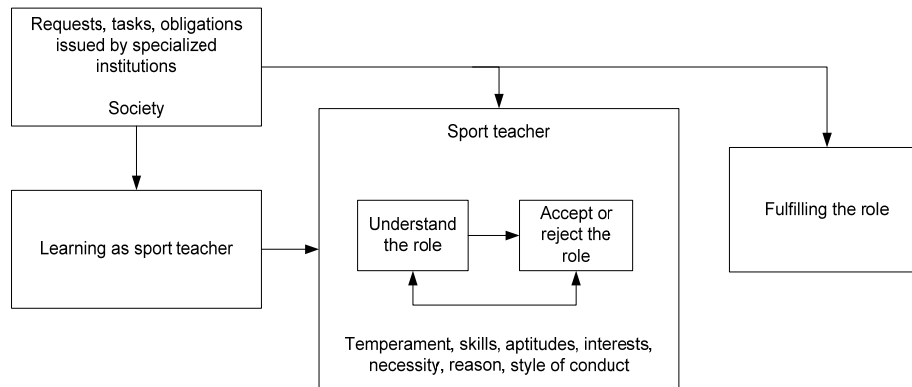 Requests, tasks, obligations
issued by specialized
institutions
Society
Sport teacher
Learning as sport teacher
Understand
the role
Accept or
reject the
role
Fulfilling the role
Temperament, skills, aptitudes, interests,
necessity, reason, style of conduct